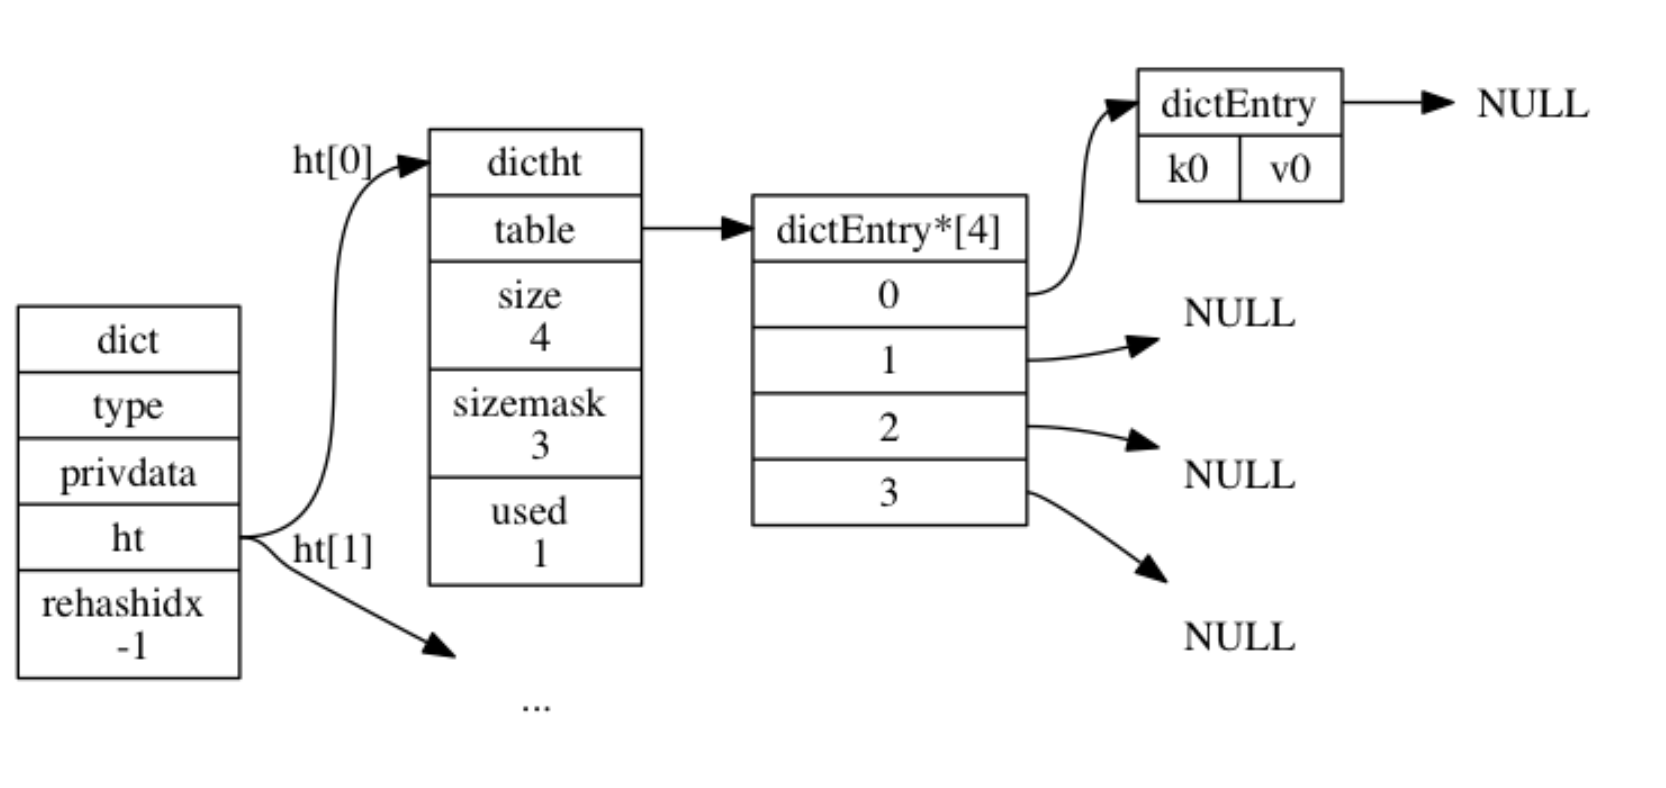 dict
type
privdata
ht
rehashidx
-1
ht[0]
ht[1]
dictht
table
size
4
sizemask
3
used
1
...
dictEntry*[4]
0
1
2
3
dictEntry
k0 v0
NULL
NULL
NULL
NULL